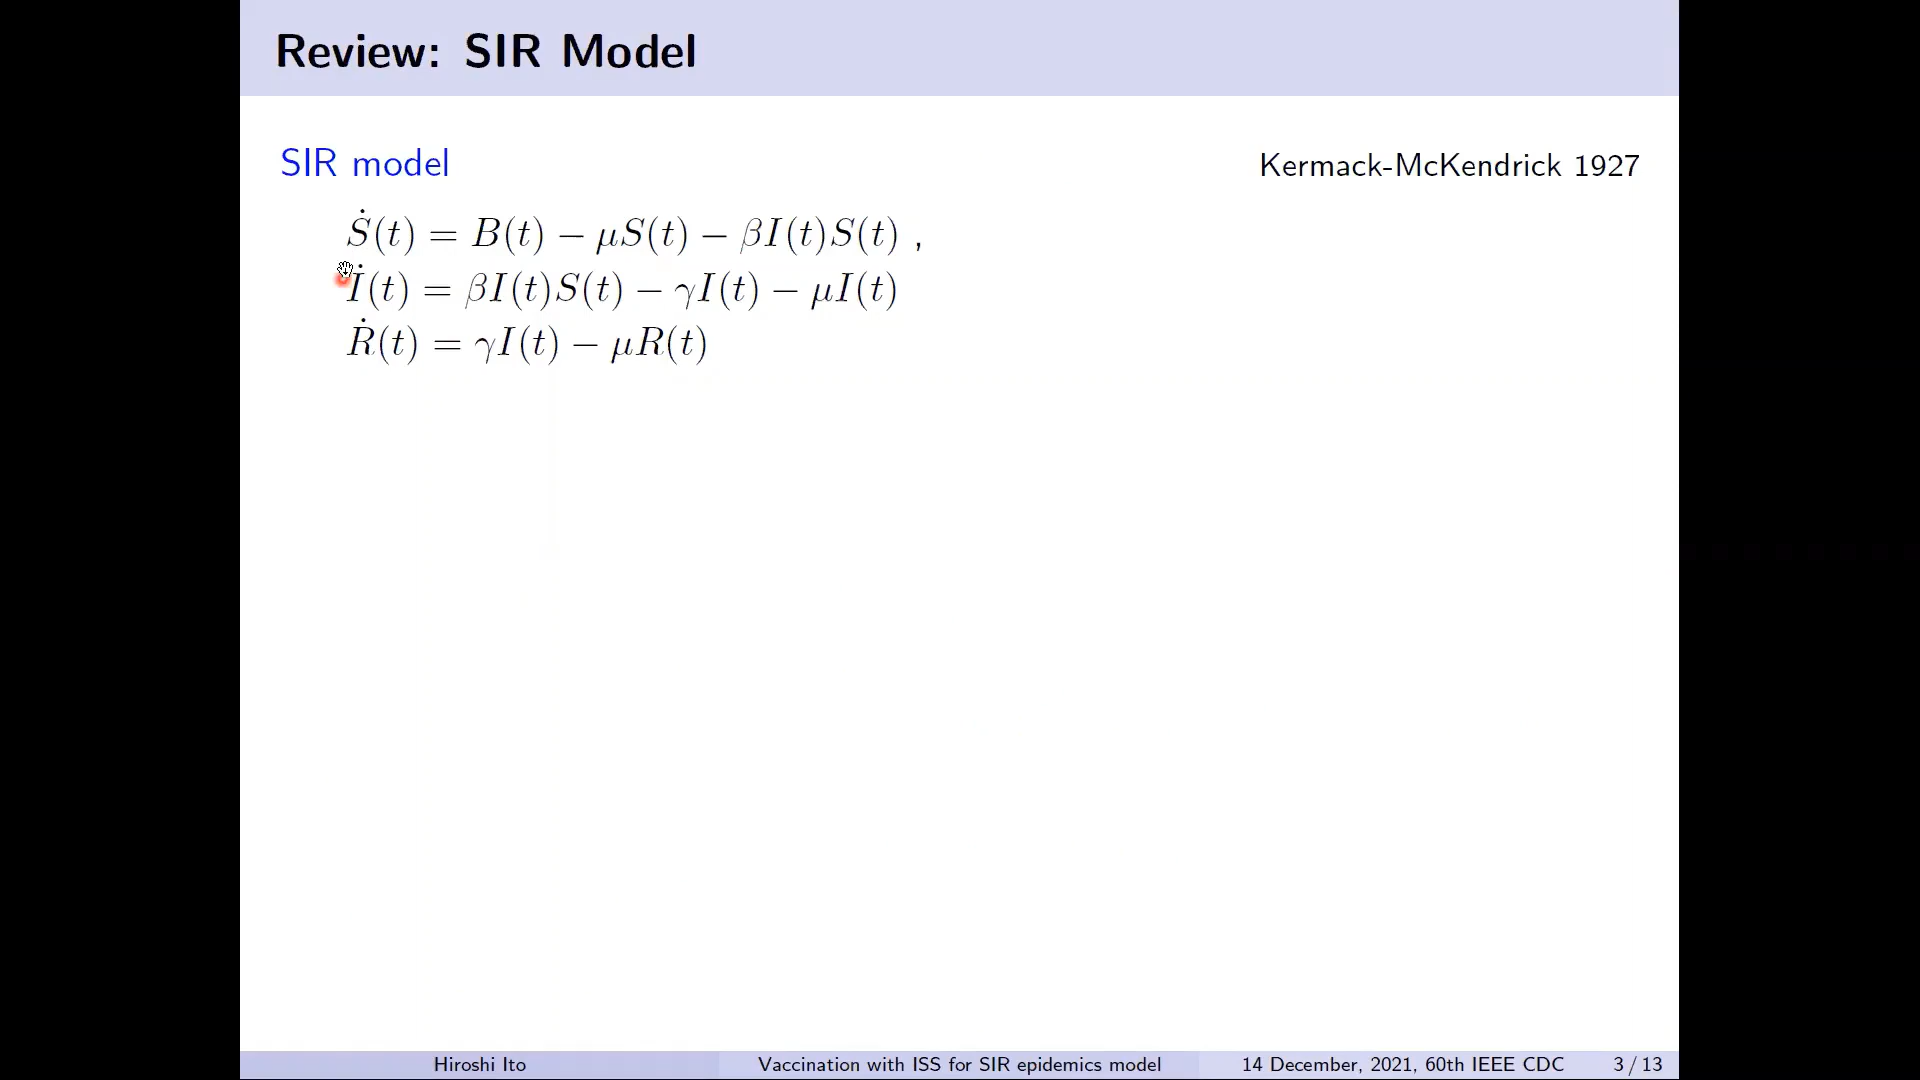 Review: SIR Model
SIR model
Kermack-McKendrick 1927
Ṡ(t) = B(t) − μS(t) − βI(t)S(t) ,
İ(t) = βI(t)S(t) − γI(t) − μI(t)
Ṙ(t) = γI(t) − μR(t)
Hiroshi Ito
Vaccination with ISS for SIR epidemics model
14 December, 2021, 60th IEEE CDC
3 / 13